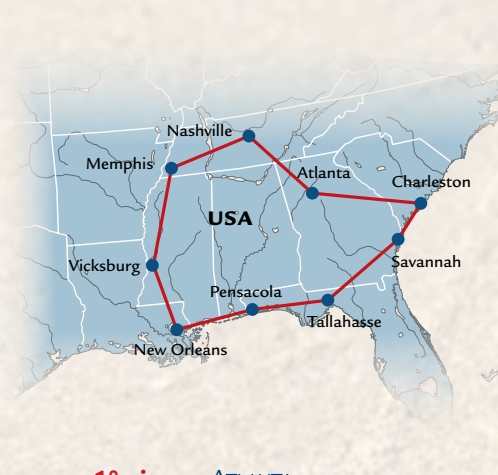 Nashville
Memphis
Atlanta
Charleston
USA
Savannah
Vicksburg
Pensacola
Tallahasse
New Orleans